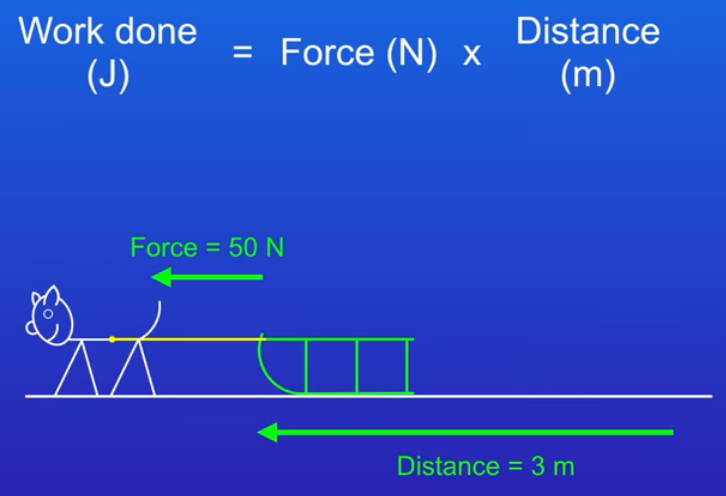 Work done (J) = Force (N) x Distance (m)
Force = 50 N
Distance = 3 m